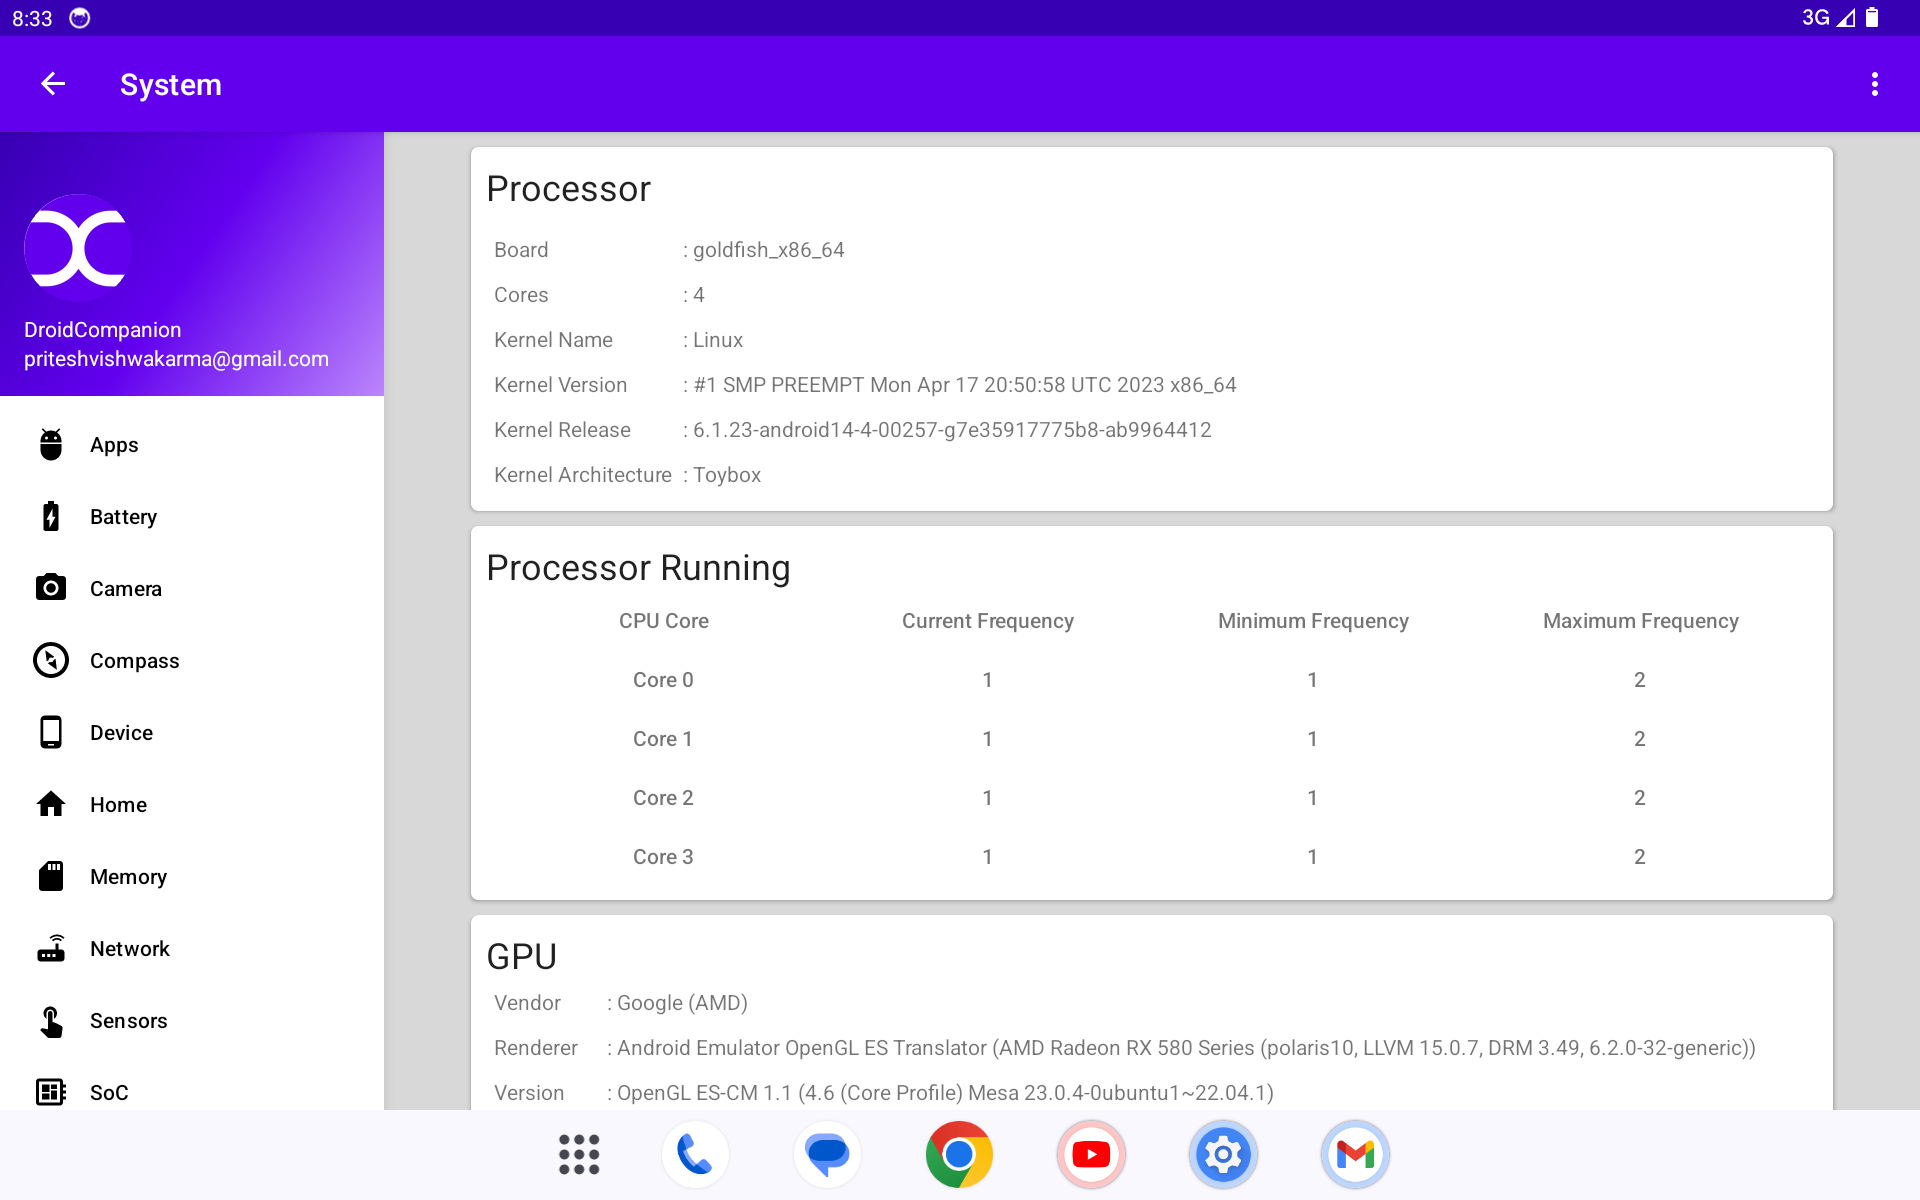 8:33
3G
System
DroidCompanion
priteshvishwakarma@gmail.com
Apps
Battery
Camera
Compass
Device
Home
Memory
Network
Sensors
SoC
Processor
Board : goldfish_x86_64
Cores : 4
Kernel Name : Linux
Kernel Version : #1 SMP PREEMPT Mon Apr 17 20:50:58 UTC 2023 x86_64
Kernel Release : 6.1.23-android14-4-00257-g7e35917775b8-ab9964412
Kernel Architecture : Toybox
Processor Running
CPU Core Current Frequency Minimum Frequency Maximum Frequency
Core 0 1 1 2
Core 1 1 1 2
Core 2 1 1 2
Core 3 1 1 2
GPU
Vendor : Google (AMD)
Renderer : Android Emulator OpenGL ES Translator (AMD Radeon RX 580 Series (polaris10, LLVM 15.0.7, DRM 3.49, 6.2.0-32-generic))
Version : OpenGL ES-CM 1.1 (4.6 (Core Profile) Mesa 23.0.4-0ubuntu1~22.04.1)